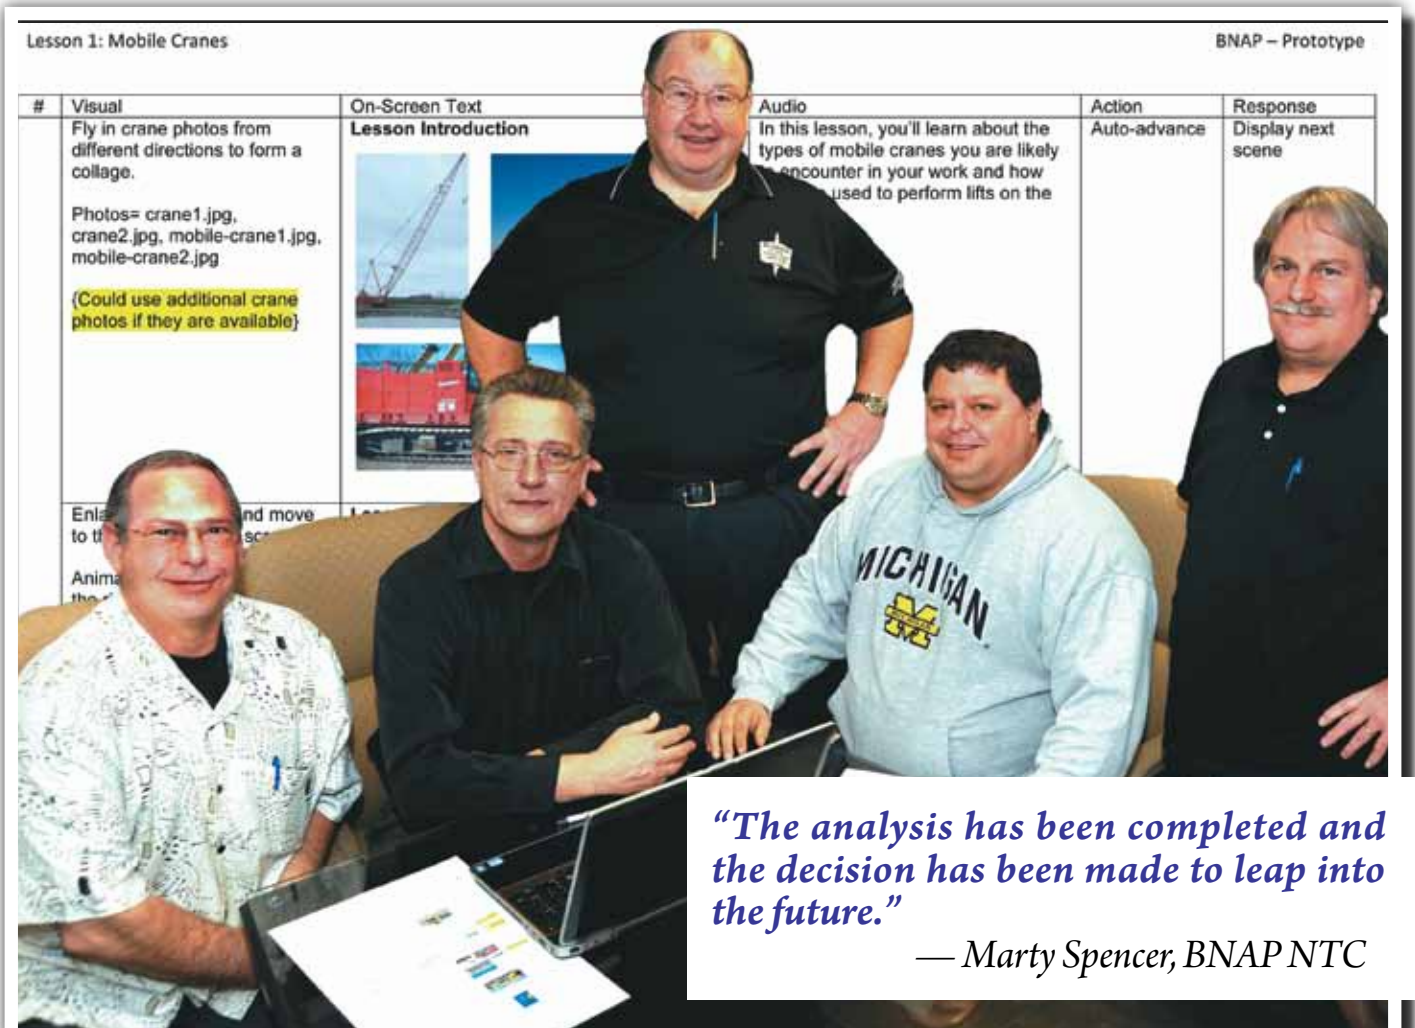 Lesson 1: Mobile Cranes
BNAP – Prototype
# Visual On-Screen Text Audio Action Response
Fly in crane photos from
different directions to form a
collage.
Photos= crane1.jpg,
crane2.jpg, mobile-crane1.jpg,
mobile-crane2.jpg
{Could use additional crane
photos if they are available}
Lesson Introduction
In this lesson, you'll learn about the
types of mobile cranes you are likely
encounter in your work and how
used to perform lifts on the
Auto-advance
Display next
scene
nd move
to
MICHIGAN
M
“The analysis has been completed and
the decision has been made to leap into
the future.”
— Marty Spencer, BNAP NTC